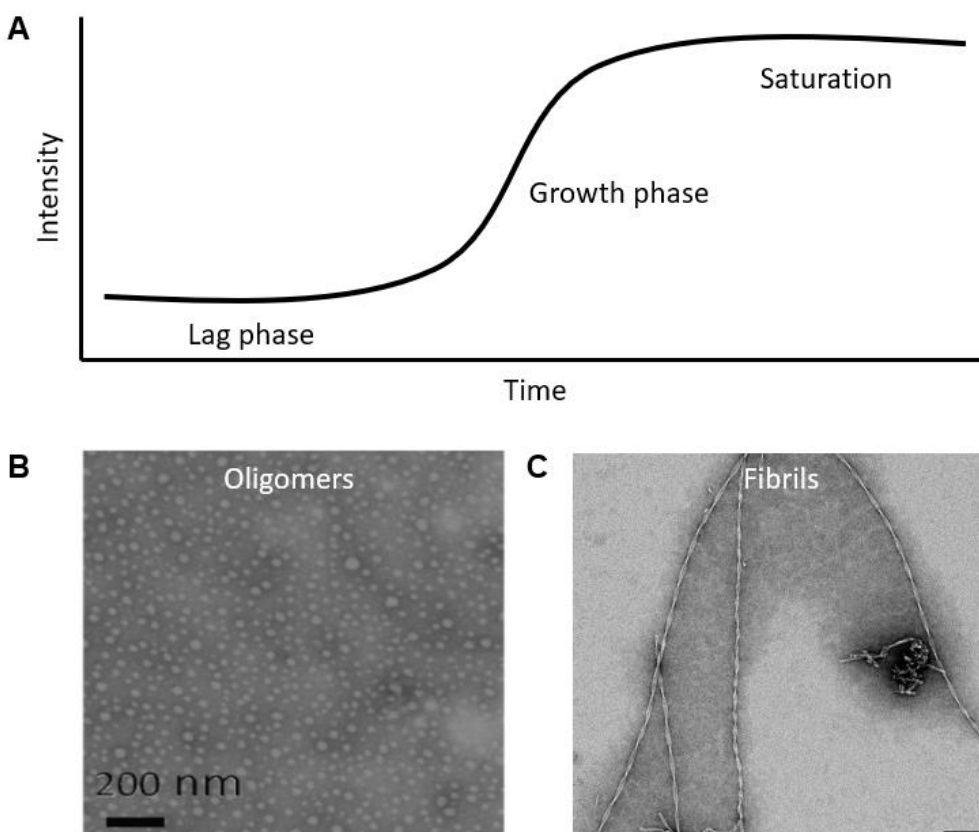 A
Intensity
Saturation
Growth phase
Lag phase
Time
B
Oligomers
200 nm
C
Fibrils